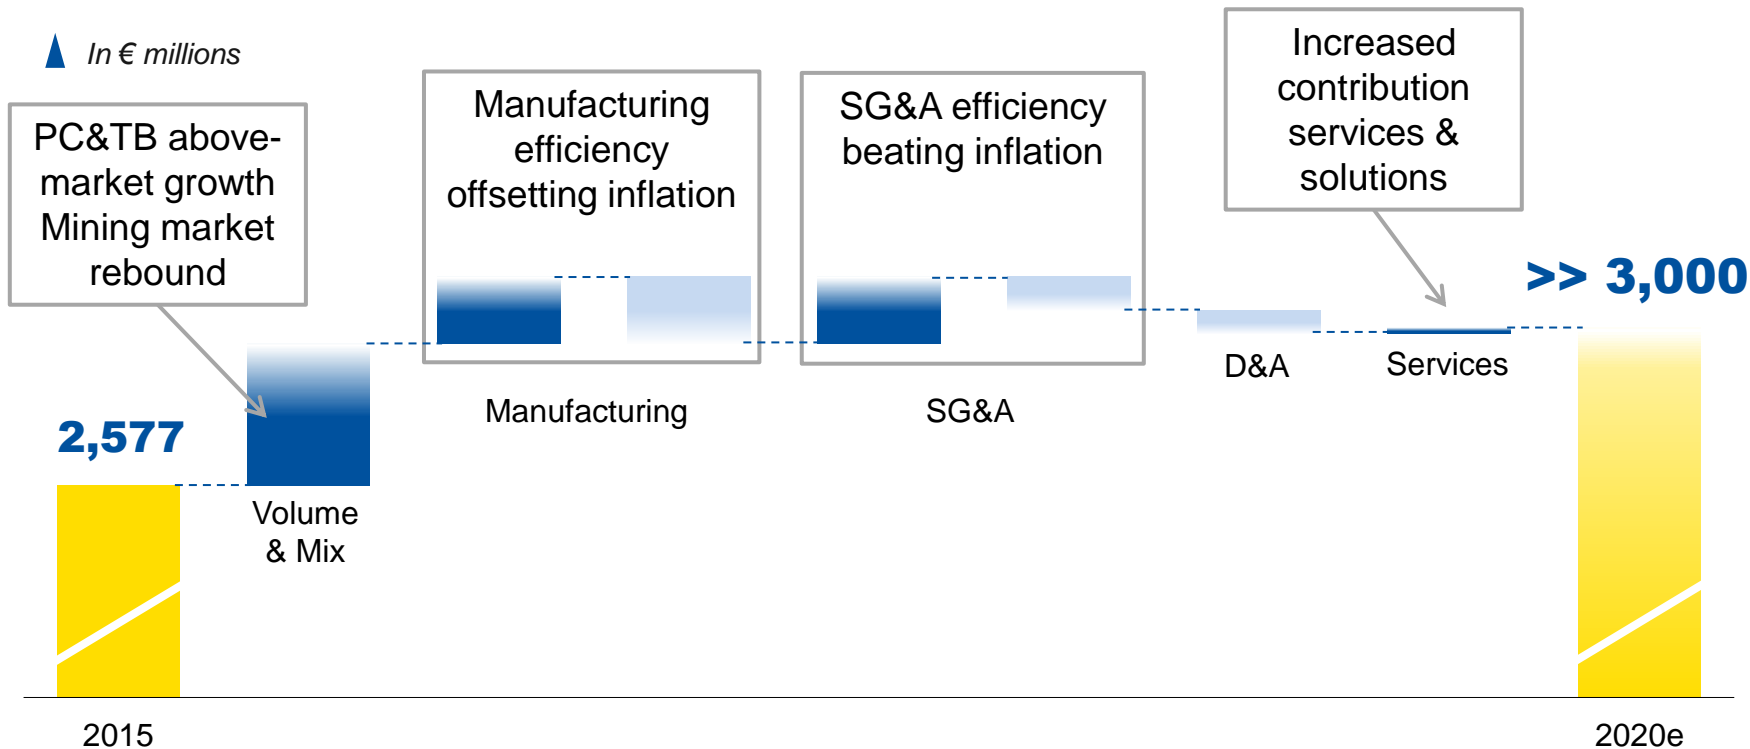 In € millions
PC&TB above-
market growth
Mining market
rebound
Manufacturing
efficiency
offsetting inflation
SG&A efficiency
beating inflation
Increased
contribution
services &
solutions
>> 3,000
2,577
Volume
& Mix
Manufacturing
SG&A
D&A
Services
2015
2020e